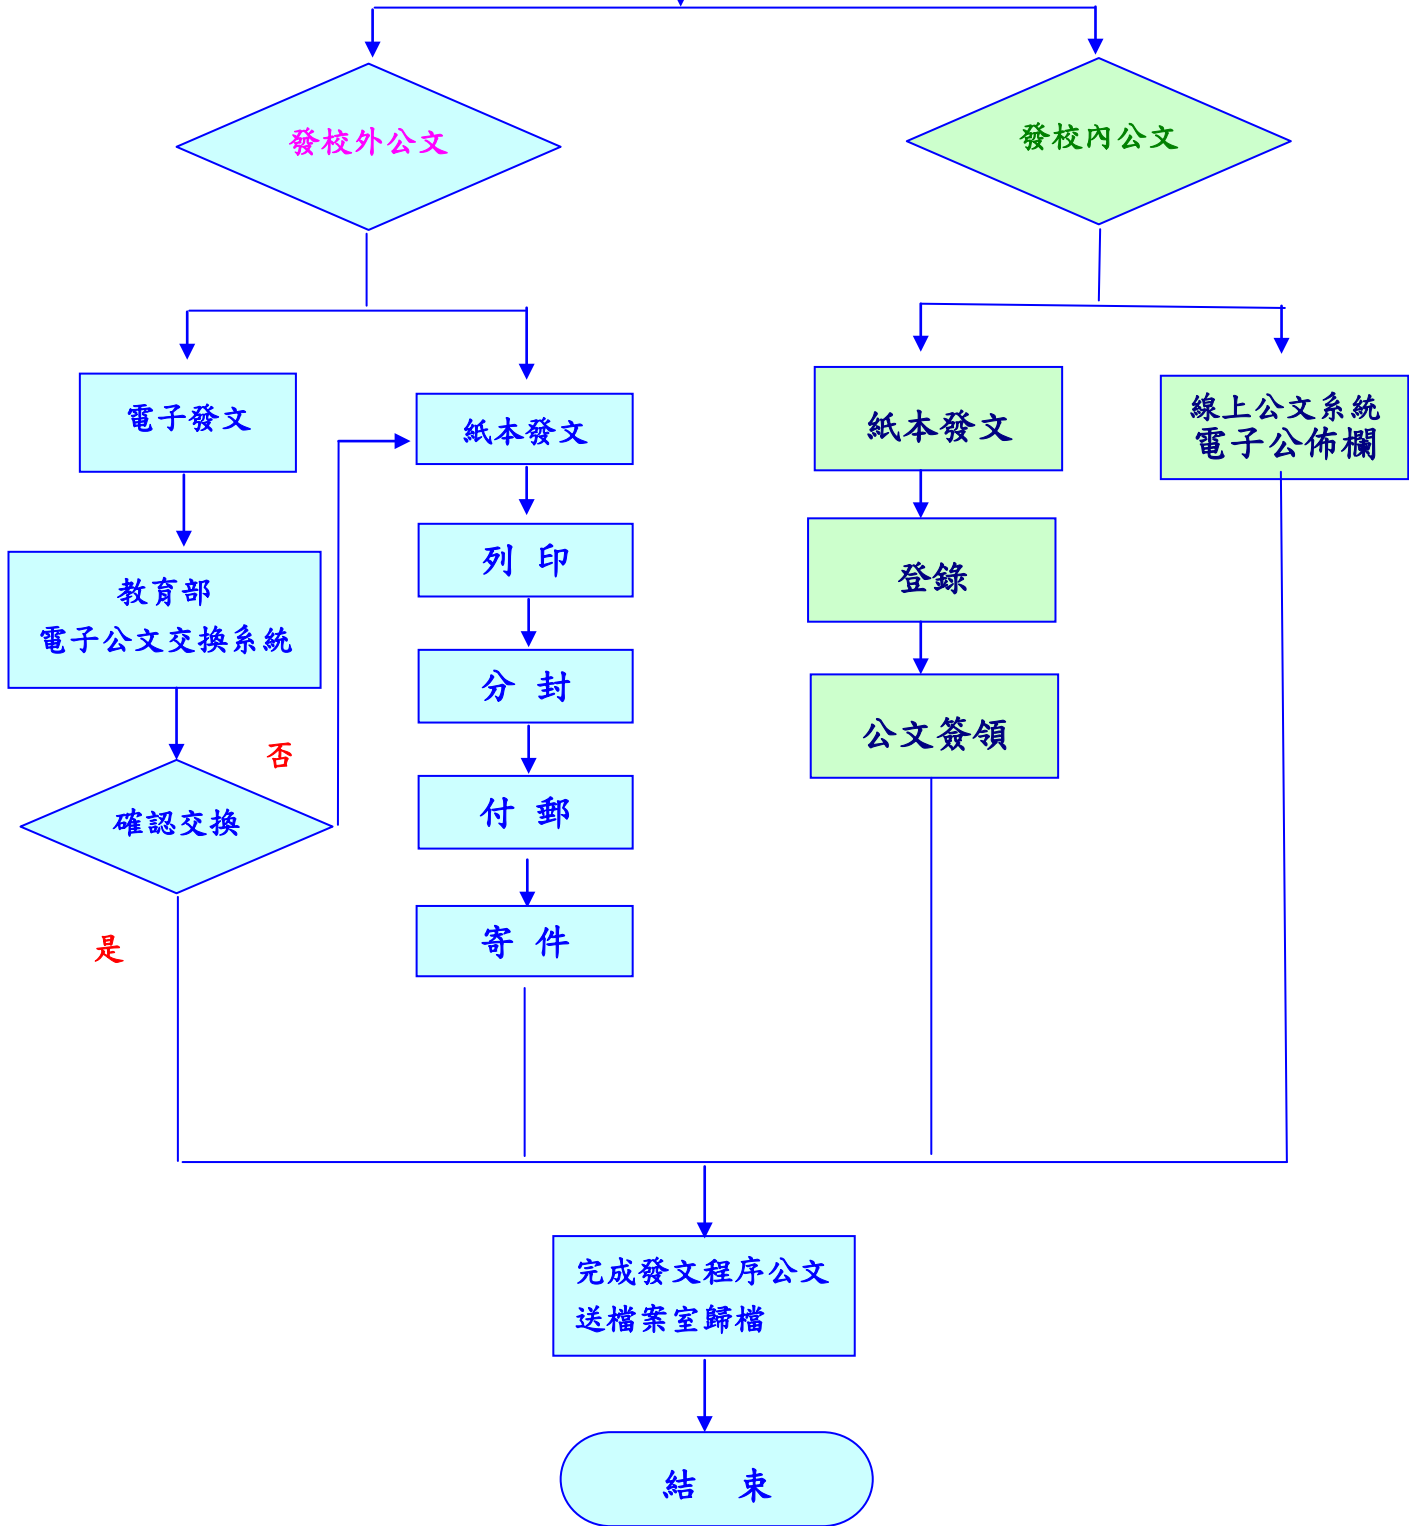 發校外公文
發校內公文
電子發文
紙本發文
紙本發文
線上公文系統
電子公佈欄
列 印
登錄
教育部
電子公文交換系統
分 封
公文簽領
否
付 郵
確認交換
寄 件
是
完成發文程序公文
送檔案室歸檔
結 束